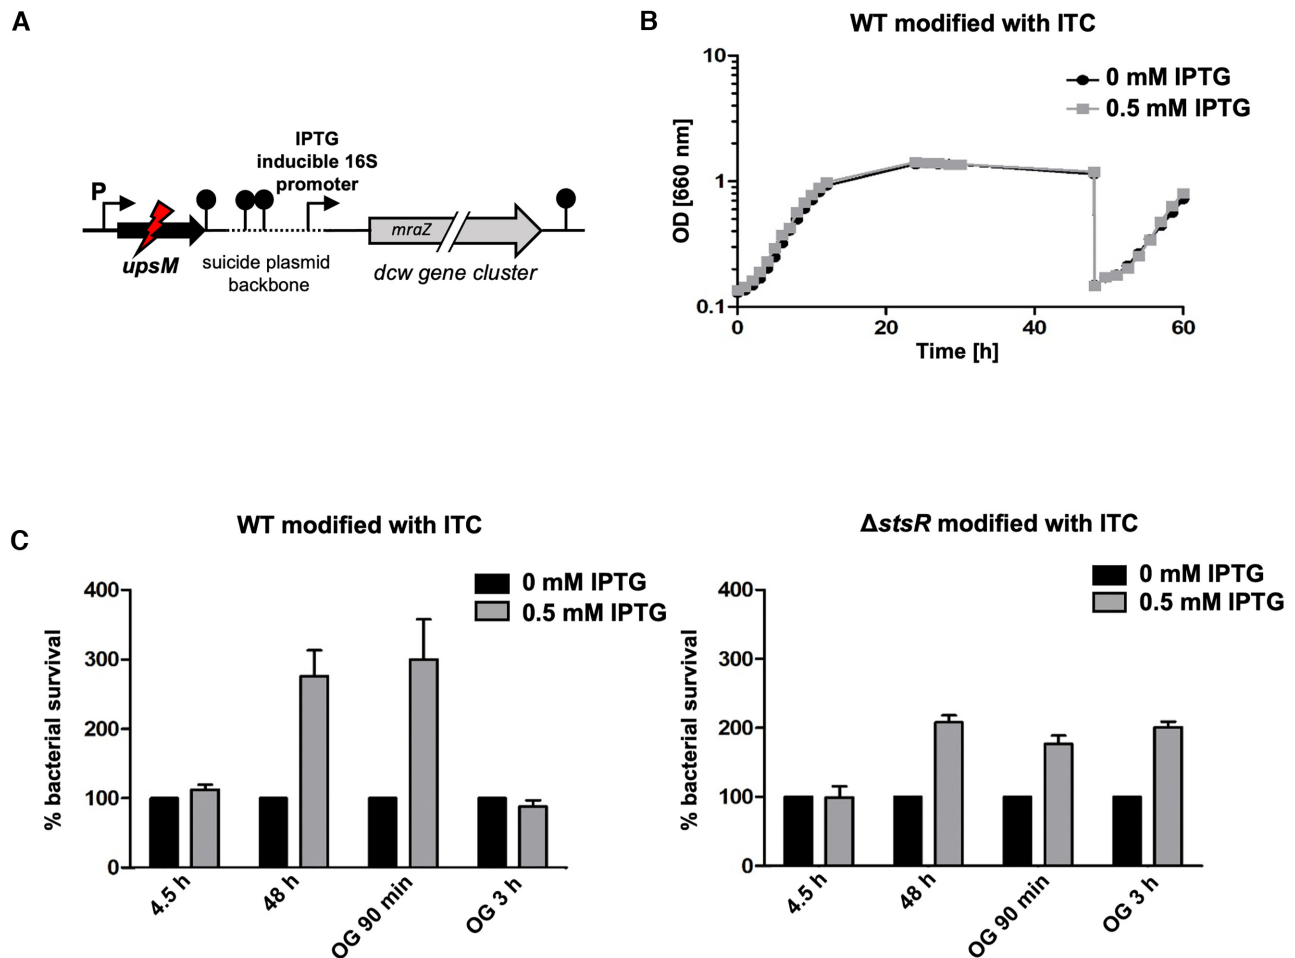 A
P
IPTG
inducible 16S
promoter
upsM
suicide plasmid
backbone
mraZ
dcw gene cluster
B
WT modified with ITC
0 mM IPTG
0.5 mM IPTG
OD [660 nm]
10
1
0.1
0
20
40
60
Time [h]
C
WT modified with ITC
0 mM IPTG
0.5 mM IPTG
% bacterial survival
400
300
200
100
0
4.5 h
48 h
OG 90 min
OG 3 h
ΔstsR modified with ITC
0 mM IPTG
0.5 mM IPTG
% bacterial survival
400
300
200
100
0
4.5 h
48 h
OG 90 min
OG 3 h